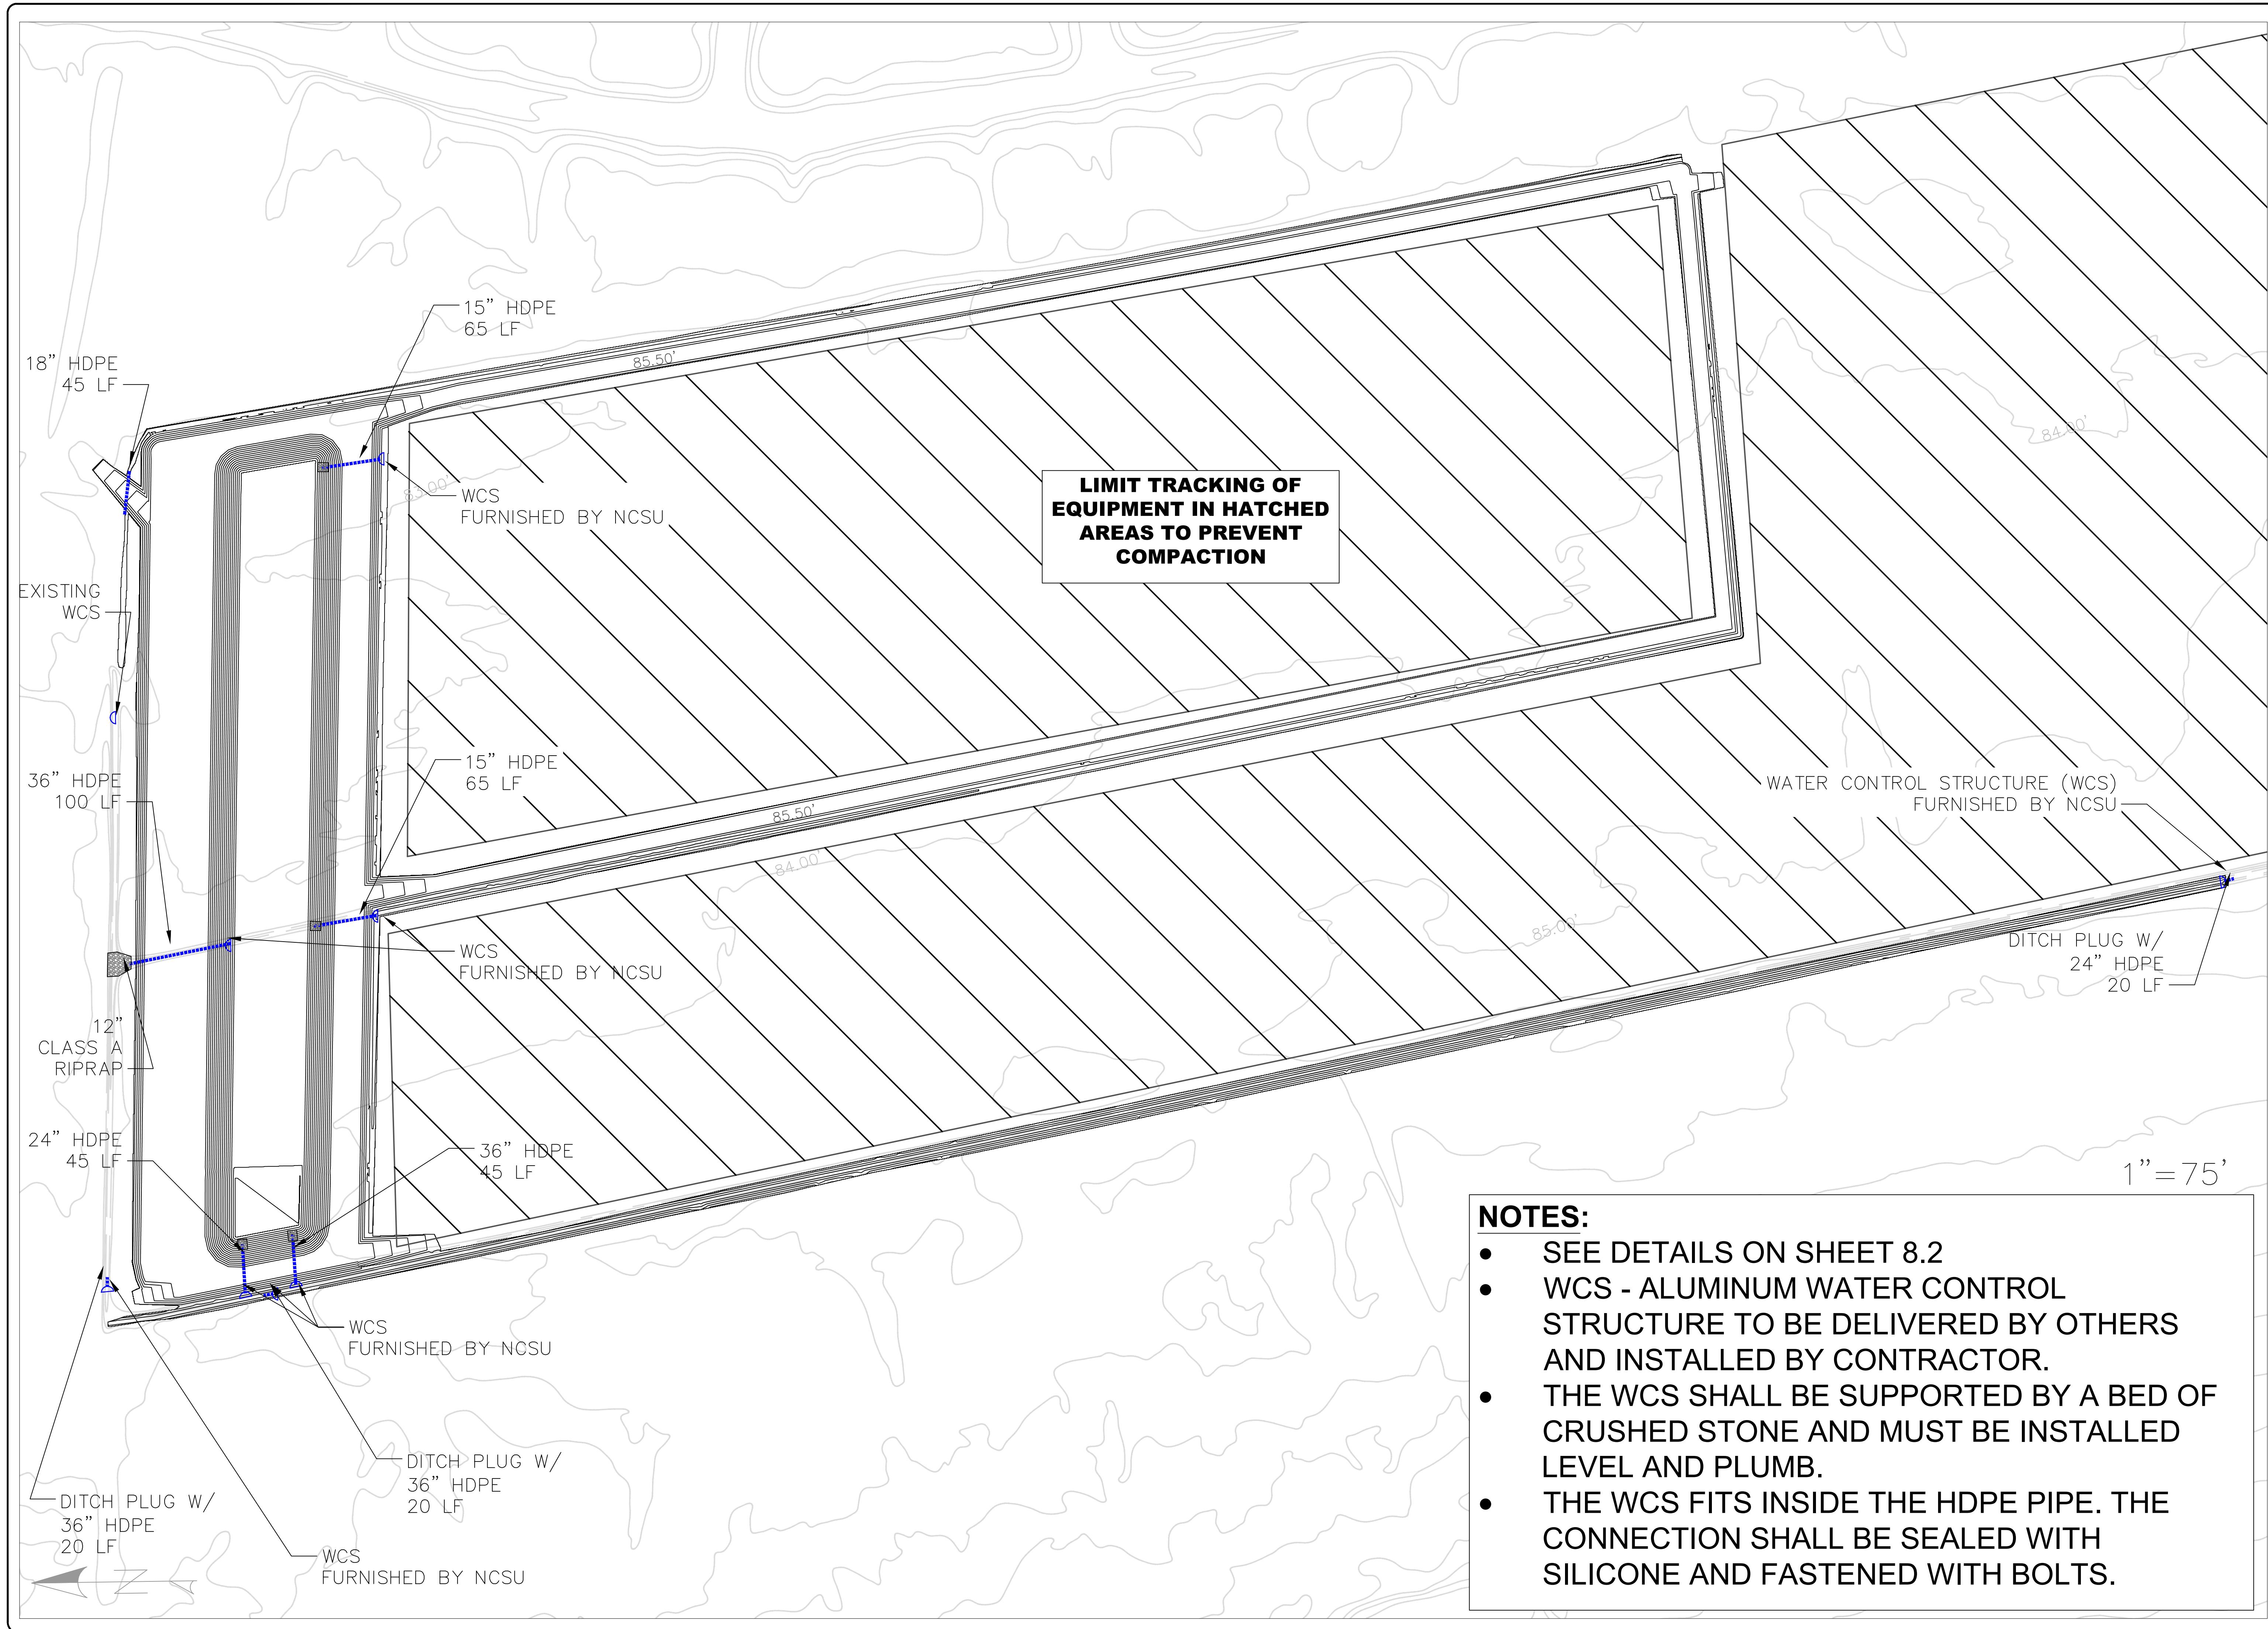 15” HDPE
65 LF
18” HDPE
45 LF
85.50'
83.00'
WCS
FURNISHED BY NCSU
LIMIT TRACKING OF
EQUIPMENT IN HATCHED
AREAS TO PREVENT
COMPACTION
84.00'
EXISTING
WCS
15” HDPE
65 LF
36” HDPE
100 LF
85.50'
84.00'
WATER CONTROL STRUCTURE (WCS)
FURNISHED BY NCSU
85.00'
WCS
FURNISHED BY NCSU
DITCH PLUG W/
24” HDPE
20 LF
12”
CLASS A
RIPRAP
24” HDPE
45 LF
36” HDPE
45 LF
1”=75’
WCS
FURNISHED BY NCSU
DITCH PLUG W/
36” HDPE
20 LF
DITCH PLUG W/
36” HDPE
20 LF
WCS
FURNISHED BY NCSU
N
NOTES:
● SEE DETAILS ON SHEET 8.2
● WCS - ALUMINUM WATER CONTROL
STRUCTURE TO BE DELIVERED BY OTHERS
AND INSTALLED BY CONTRACTOR.
● THE WCS SHALL BE SUPPORTED BY A BED OF
CRUSHED STONE AND MUST BE INSTALLED
LEVEL AND PLUMB.
● THE WCS FITS INSIDE THE HDPE PIPE. THE
CONNECTION SHALL BE SEALED WITH
SILICONE AND FASTENED WITH BOLTS.